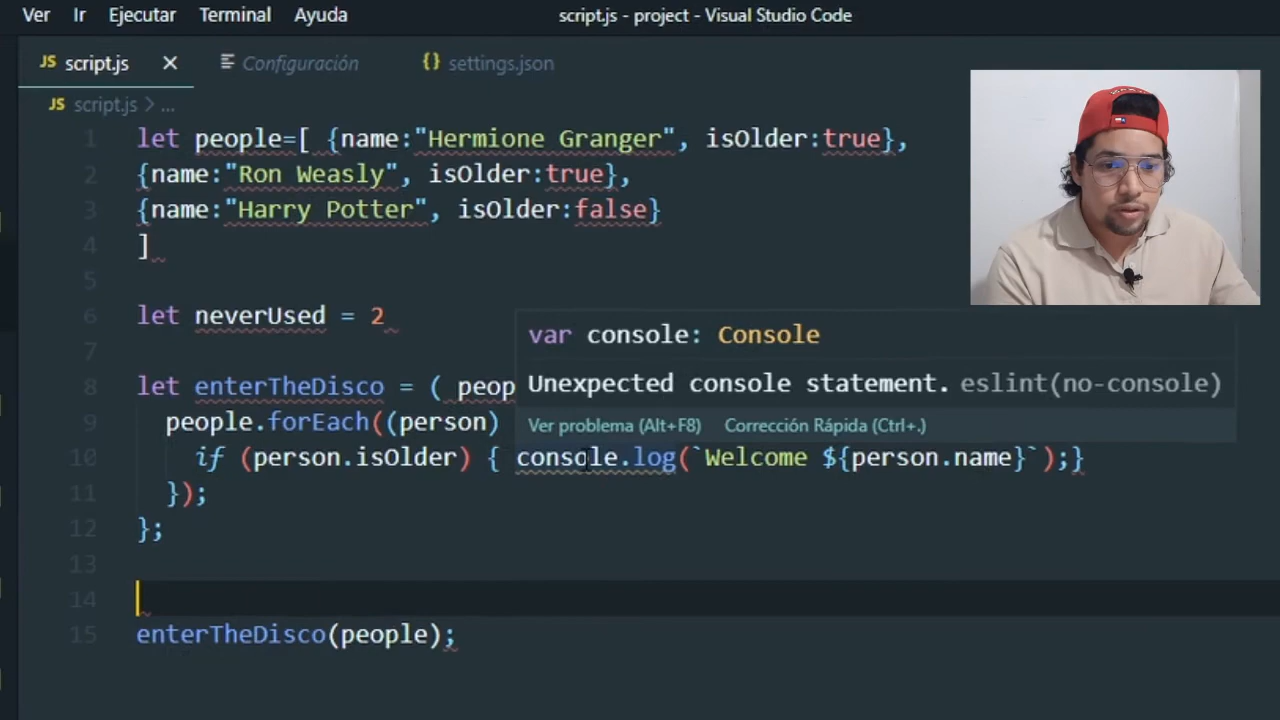 Ver Ir Ejecutar Terminal Ayuda script.js - project - Visual Studio Code
JS script.js × Configuración {} settings.json
JS script.js > ...
1 let people=[ {name:"Hermione Granger", isOlder:true},
2 {name:"Ron Weasly", isOlder:true},
3 {name:"Harry Potter", isOlder:false}
4 ]
5
6 let neverUsed = 2
7
var console: Console
8 let enterTheDisco = ( peop
Unexpected console statement. eslint(no-console)
9 people.forEach((person)
Ver problema (Alt+F8) Corrección Rápida (Ctrl+.)
10 if (person.isOlder) { console.log(`Welcome ${person.name}`);}
11 });
12 };
13
14
15 enterTheDisco(people);